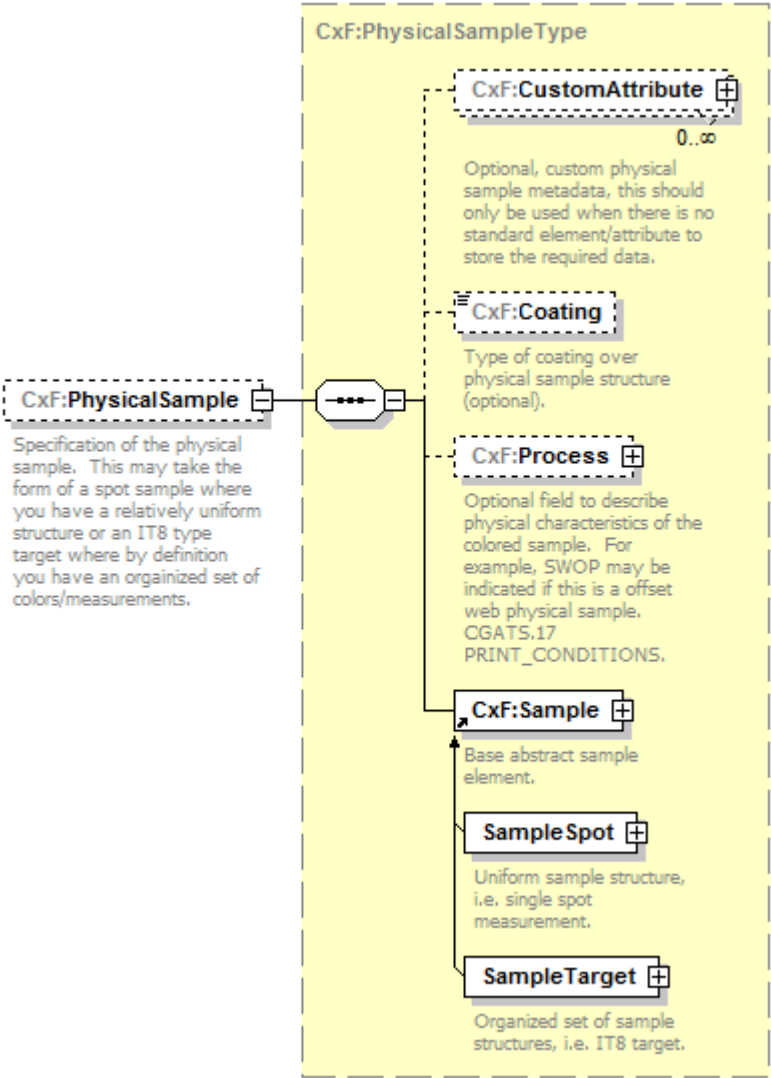 CxF:PhysicalSampleType
CxF:CustomAttribute
0..∞
Optional, custom physical
sample metadata, this should
only be used when there is no
standard element/attribute to
store the required data.
CxF:Coating
Type of coating over
physical sample structure
(optional).
CxF:PhysicalSample
Specification of the physical
sample.  This may take the
form of a spot sample where
you have a relatively uniform
structure or an IT8 type
target where by definition
you have an orgainized set of
colors/measurements.
CxF:Process
Optional field to describe
physical characteristics of the
colored sample.  For
example, SWOP may be
indicated if this is a offset
web physical sample.
CGATS.17
PRINT_CONDITIONS.
CxF:Sample
Base abstract sample
element.
SampleSpot
Uniform sample structure,
i.e. single spot
measurement.
SampleTarget
Organized set of sample
structures, i.e. IT8 target.